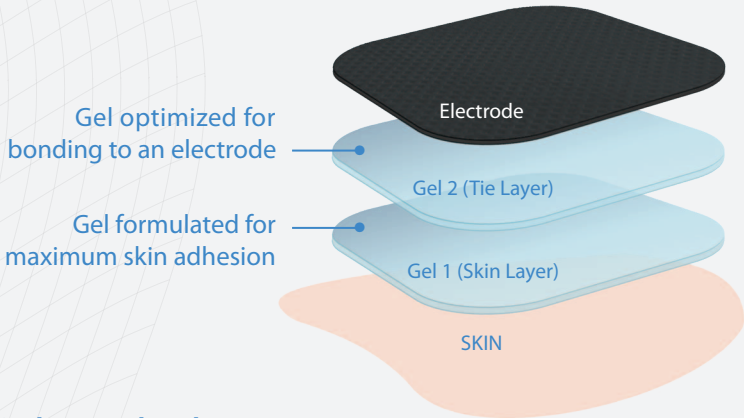 Electrode
Gel optimized for
bonding to an electrode
Gel 2 (Tie Layer)
Gel formulated for
maximum skin adhesion
Gel 1 (Skin Layer)
SKIN